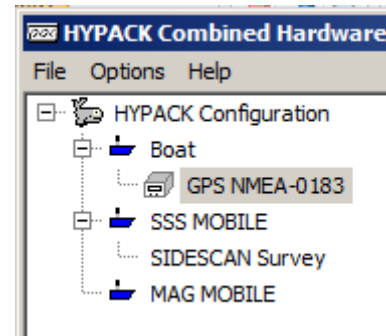 HYPACK Combined Hardware
File Options Help
HYPACK Configuration
Boat
GPS NMEA-0183
SSS MOBILE
SIDESCAN Survey
MAG MOBILE